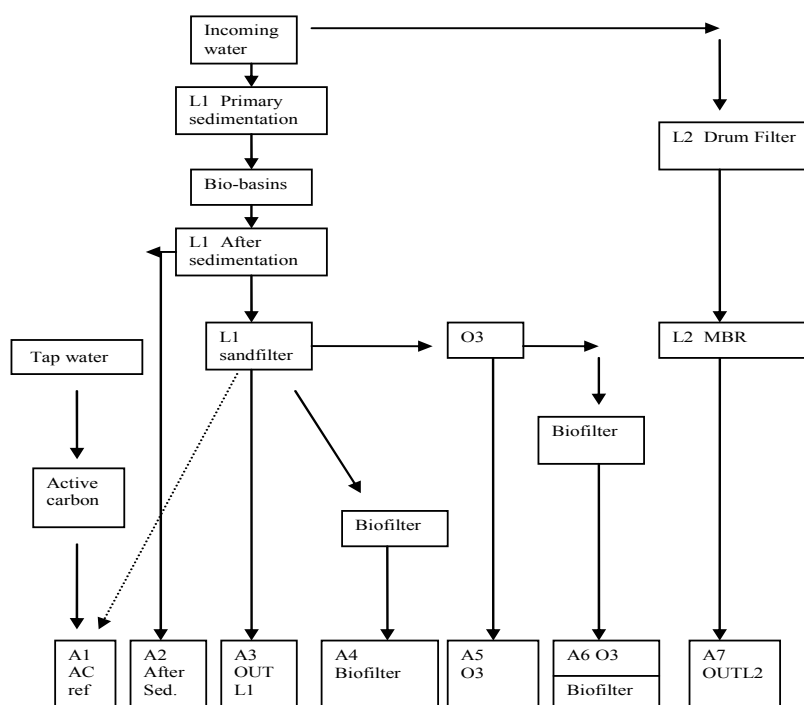 Incoming
water
L1 Primary
sedimentation
L2 Drum Filter
Bio-basins
L1 After
sedimentation
Tap water
L1
sandfilter
O3
L2 MBR
Biofilter
Active
carbon
Biofilter
A1
AC
ref
A2
After
Sed.
A3
OUT
L1
A4
Biofilter
A5
O3
A6 O3
Biofilter
A7
OUTL2